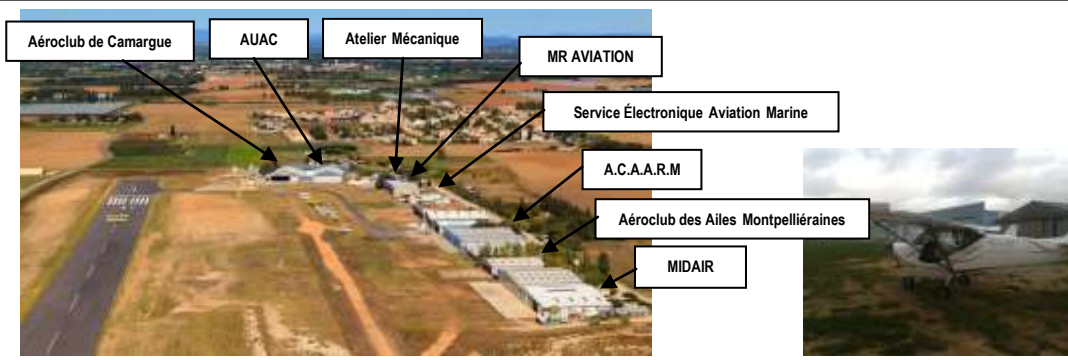 Aéroclub de Camargue
AUAC
Atelier Mécanique
MR AVIATION
Service Électronique Aviation Marine
A.C.A.A.R.M
Aéroclub des Ailes Montpelliéraines
MIDAIR